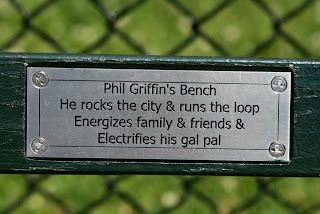 Phil Griffin's Bench
He rocks the city & runs the loop
Energizes family & friends &
Electrifies his gal pal